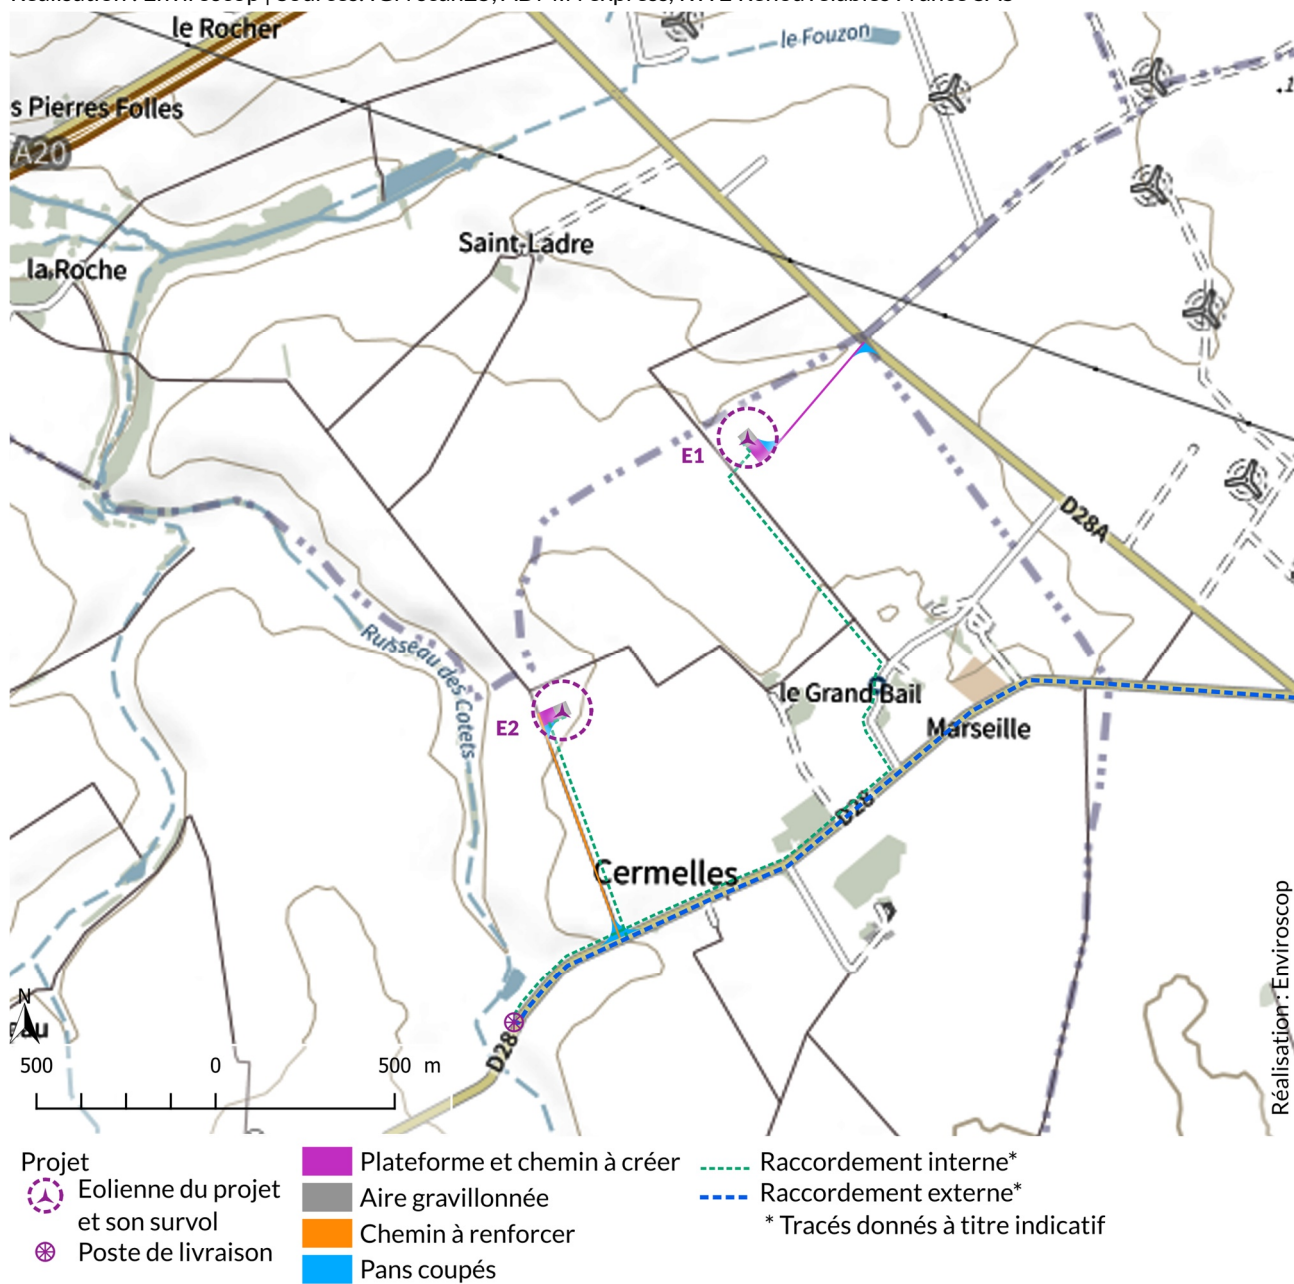 le Rocher
le Fouzon
s Pierres Folles
A20
Saint-Ladre
la Roche
E1
D28A
Ruisseau des Cotets
le Grand Bail
E2
Marseille
D28
Cermelles
N
D28
500 0 500 m
Réalisation : Enviroscop
Projet
Eolienne du projet
et son survol
Poste de livraison
Plateforme et chemin à créer
Aire gravillonnée
Chemin à renforcer
Pans coupés
Raccordement interne*
Raccordement externe*
* Tracés donnés à titre indicatif